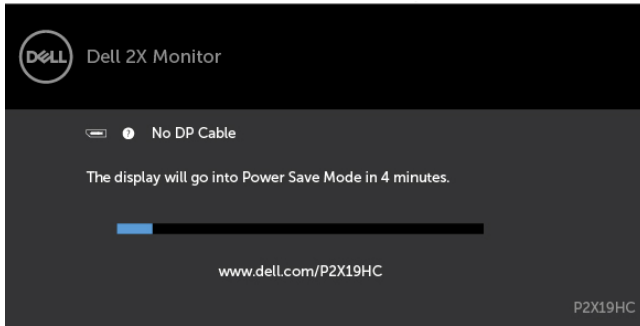 DELL
Dell 2X Monitor
? No DP Cable
The display will go into Power Save Mode in 4 minutes.
www.dell.com/P2X19HC
P2X19HC